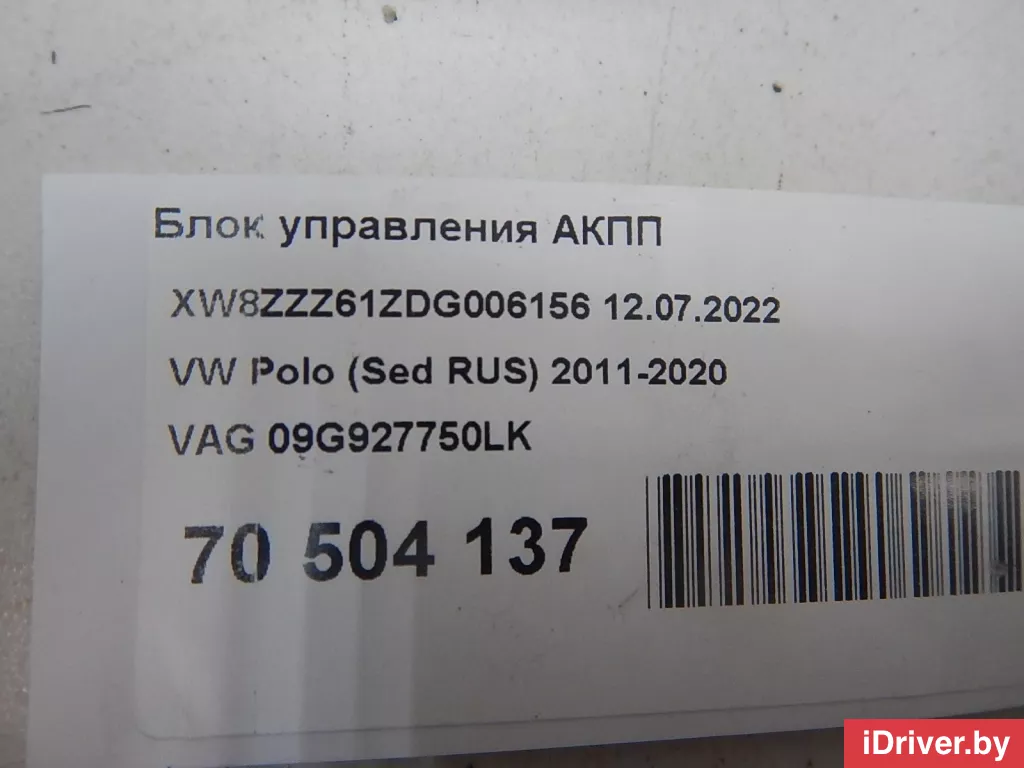 Блок управления АКПП
XW8ZZZ61ZDG006156 12.07.2022
VW Polo (Sed RUS) 2011-2020
VAG 09G927750LK
70 504 137
iDriver.by